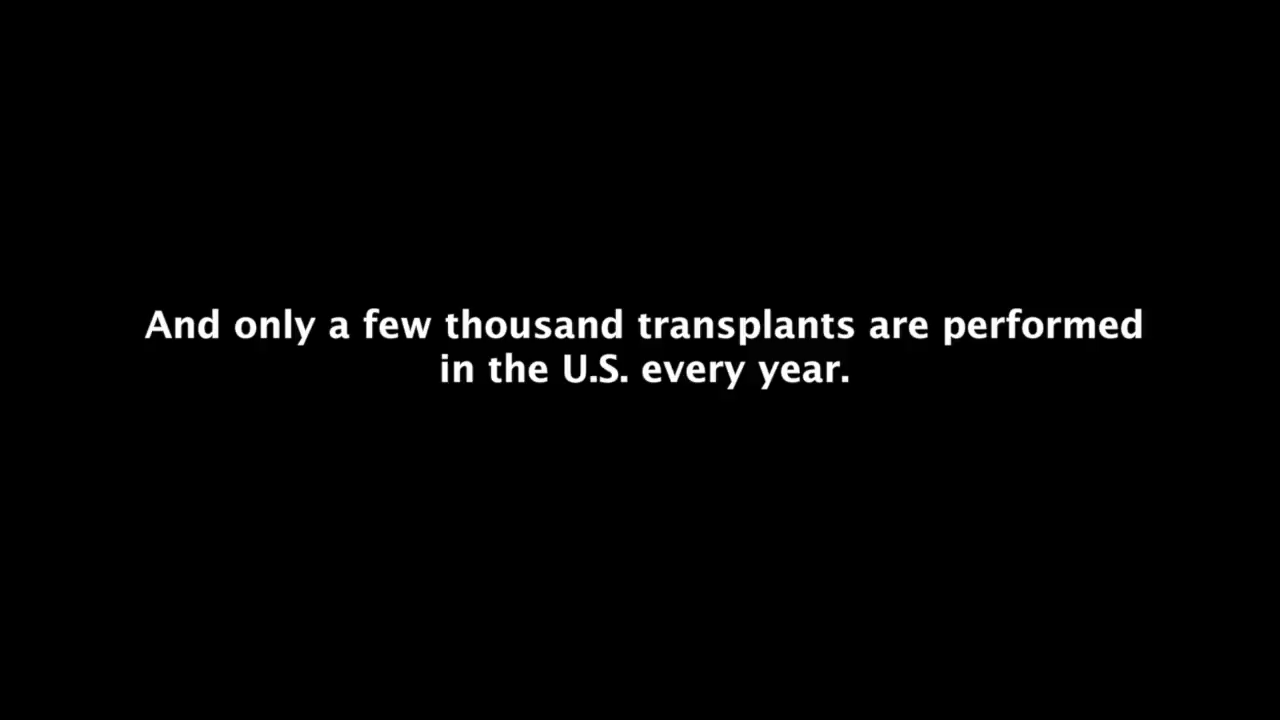 And only a few thousand transplants are performed
in the U.S. every year.